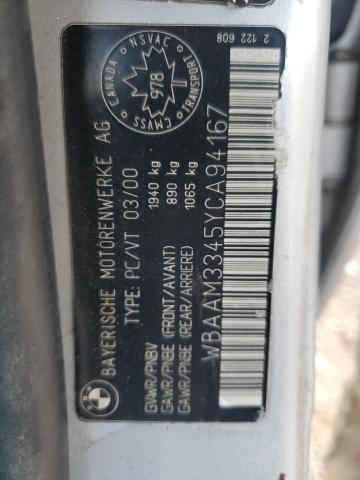 BAYERISCHE MOTORENWERKE AG
TYPE: PC/VT 03/00
GVWR/PNBV 1940 kg
GAWR/PNBE (FRONT/AVANT) 890 kg
GAWR/PNBE (REAR/ARRIERE) 1065 kg
WBAAM3345YCA94167
NSVAC
CANADA
TRANSPORT
978
CMVSS
2 122 608
BMW